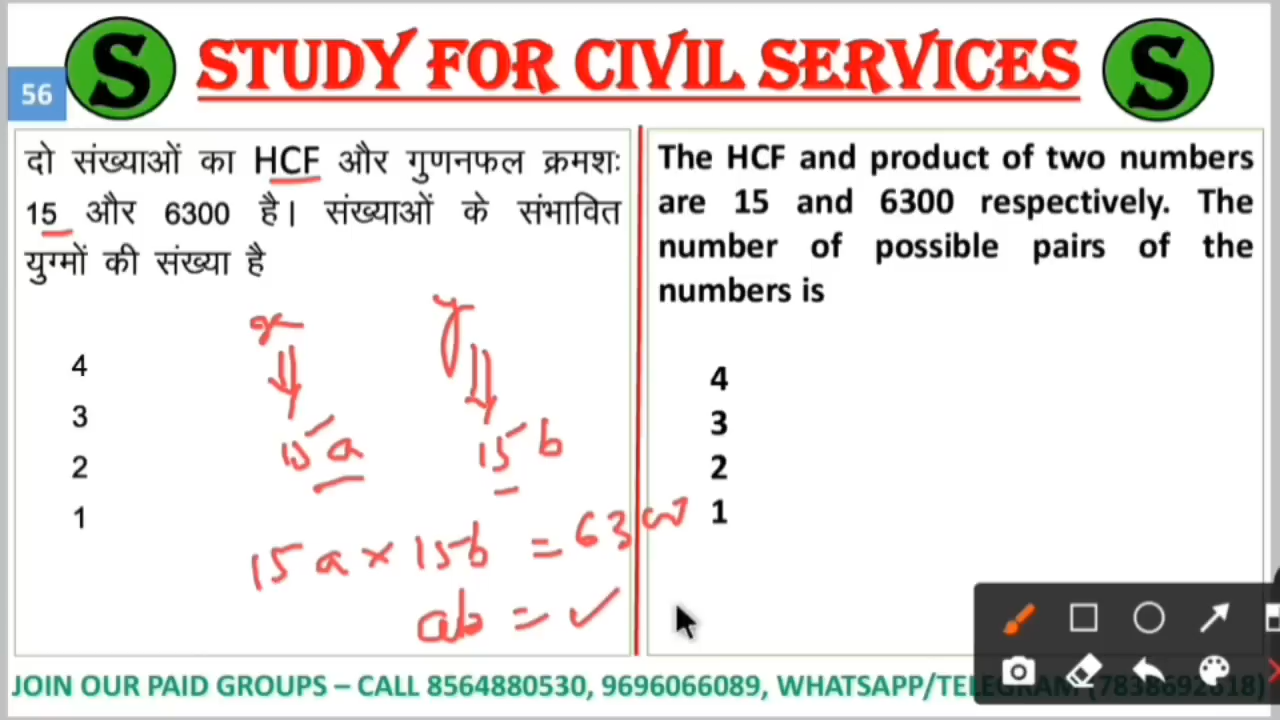 STUDY FOR CIVIL SERVICES
S
S
56
दो संख्याओं का HCF और गुणनफल क्रमशः
15 और 6300 है। संख्याओं के संभावित
युग्मों की संख्या है
4
3
2
1
x
y
15a
15b
15a × 15b = 6300
ab = ✓
The HCF and product of two numbers
are 15 and 6300 respectively. The
number of possible pairs of the
numbers is
4
3
2
1
JOIN OUR PAID GROUPS – CALL 8564880530, 9696066089, WHATSAPP/TELEGRAM (7838692618)